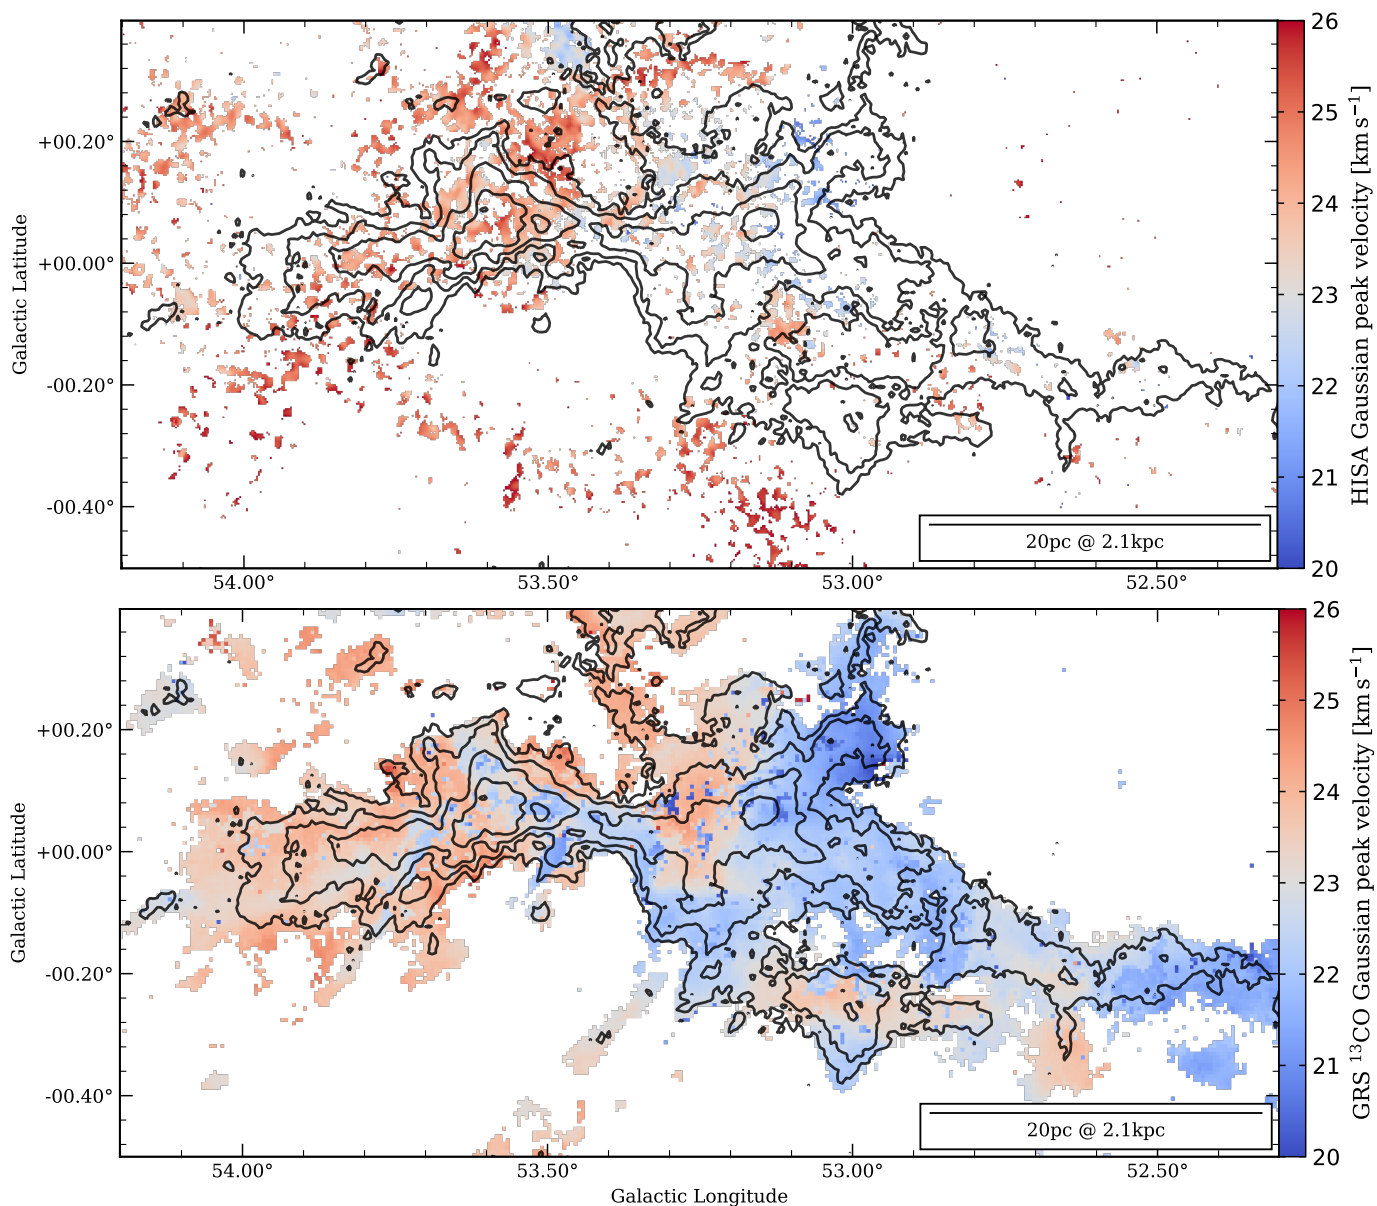 26
25
24
23
22
21
20
HISA Gaussian peak velocity [km s⁻¹]
+00.20°
+00.00°
-00.20°
-00.40°
Galactic Latitude
20pc @ 2.1kpc
54.00° 53.50° 53.00° 52.50°
26
25
24
23
22
21
20
GRS ¹³CO Gaussian peak velocity [km s⁻¹]
+00.20°
+00.00°
-00.20°
-00.40°
Galactic Latitude
20pc @ 2.1kpc
54.00° 53.50° 53.00° 52.50°
Galactic Longitude